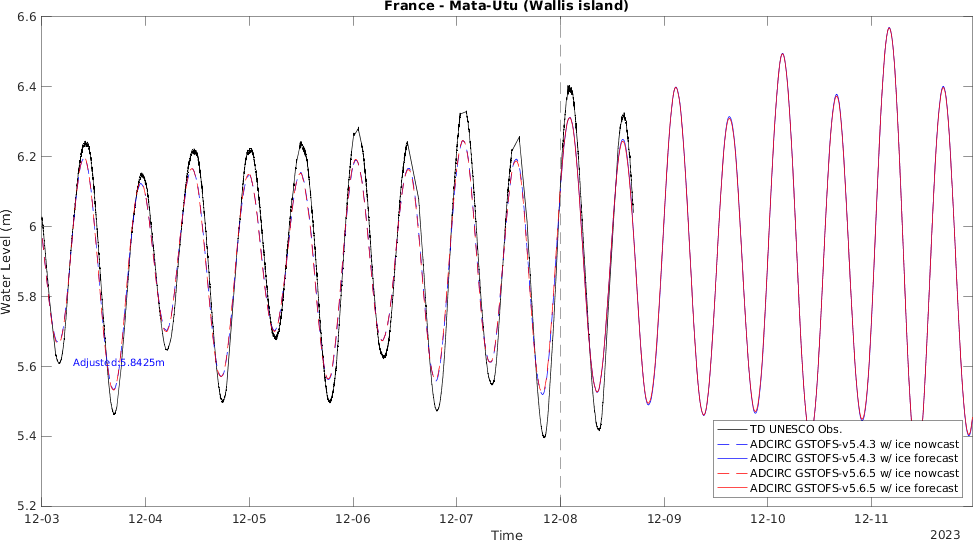 France - Mata-Utu (Wallis island)
6.6
6.4
6.2
6
5.8
5.6
5.4
5.2
Water Level (m)
Adjusted:5.8425m
TD UNESCO Obs.
ADCIRC GSTOFS-v5.4.3 w/ ice nowcast
ADCIRC GSTOFS-v5.4.3 w/ ice forecast
ADCIRC GSTOFS-v5.6.5 w/ ice nowcast
ADCIRC GSTOFS-v5.6.5 w/ ice forecast
12-03 12-04 12-05 12-06 12-07 12-08 12-09 12-10 12-11
Time
2023